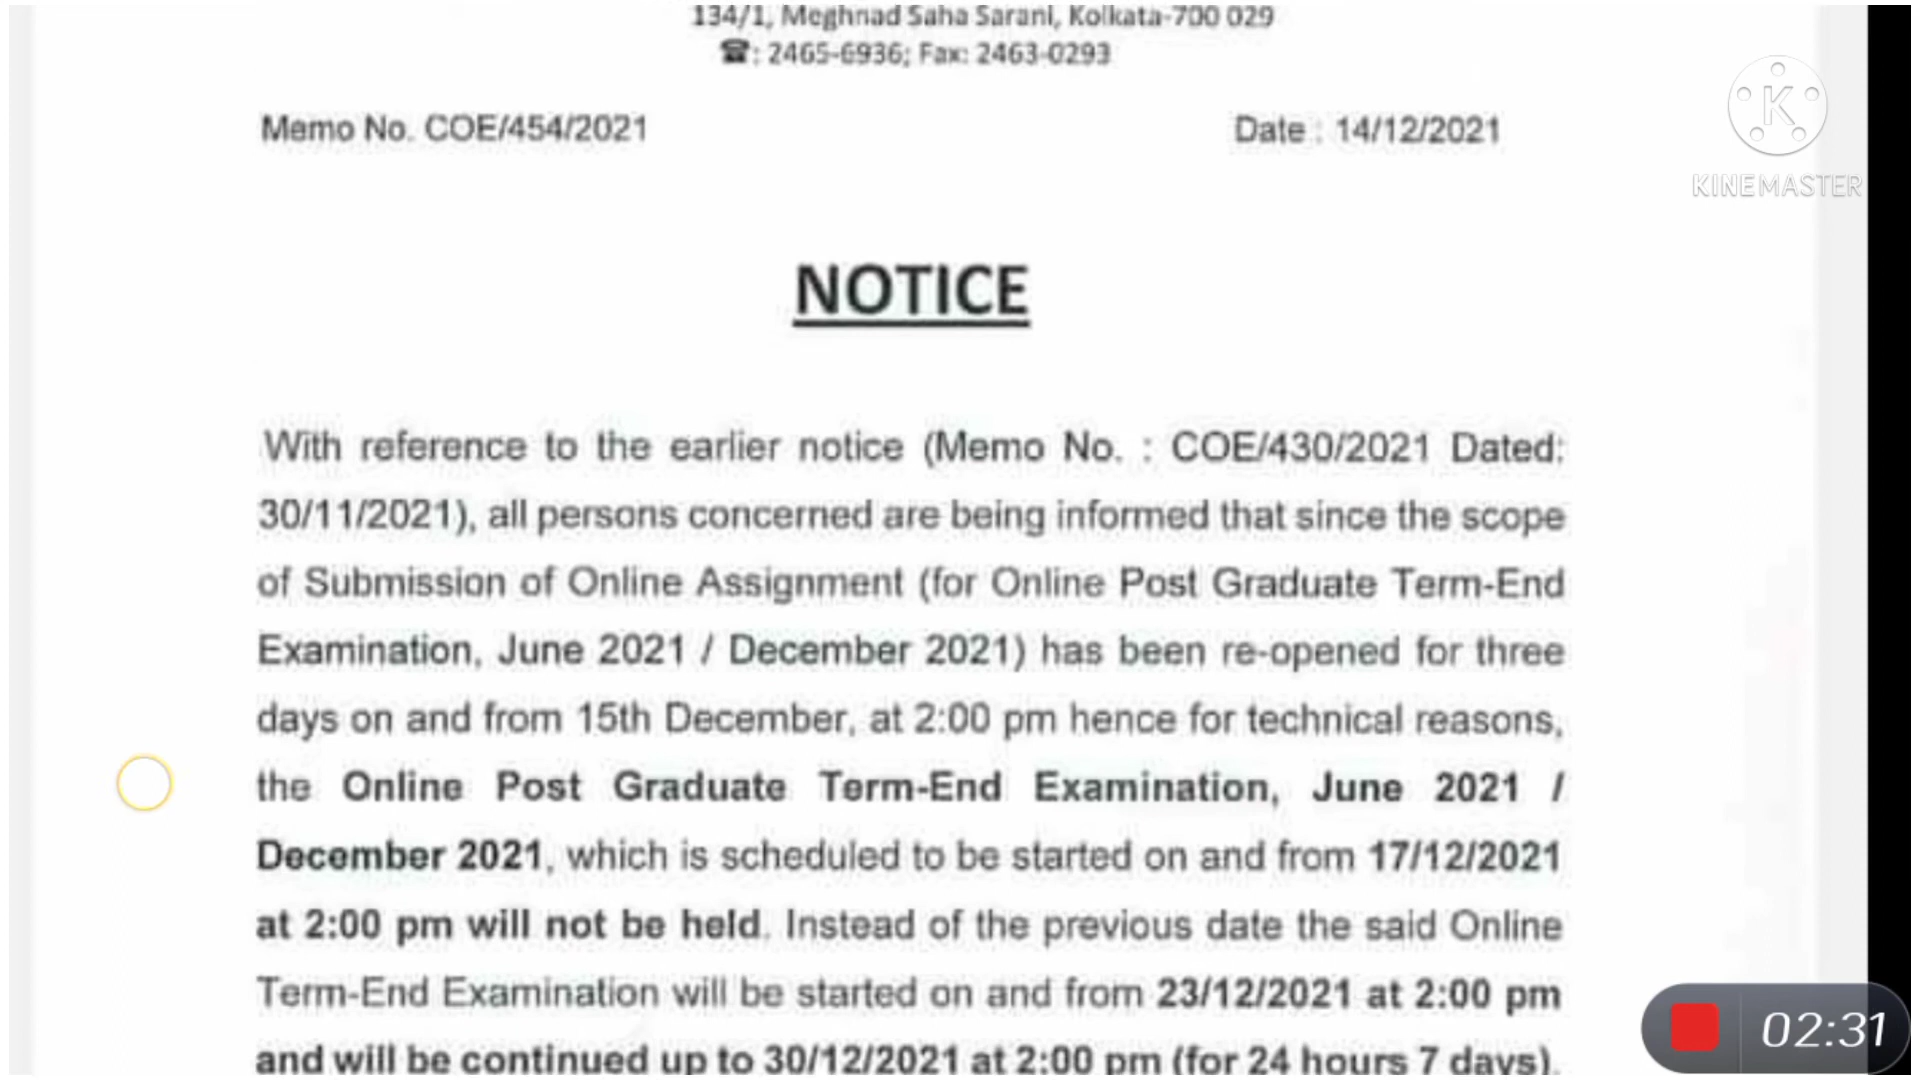 134/1, Meghnad Saha Sarani, Kolkata-700 029
☎: 2465-6936; Fax: 2463-0293
Memo No. COE/454/2021 Date : 14/12/2021
KINEMASTER
NOTICE
With reference to the earlier notice (Memo No. : COE/430/2021 Dated:
30/11/2021), all persons concerned are being informed that since the scope
of Submission of Online Assignment (for Online Post Graduate Term-End
Examination, June 2021 / December 2021) has been re-opened for three
days on and from 15th December, at 2:00 pm hence for technical reasons,
the Online Post Graduate Term-End Examination, June 2021 /
December 2021, which is scheduled to be started on and from 17/12/2021
at 2:00 pm will not be held. Instead of the previous date the said Online
Term-End Examination will be started on and from 23/12/2021 at 2:00 pm
and will be continued up to 30/12/2021 at 2:00 pm (for 24 hours 7 days).
02:31